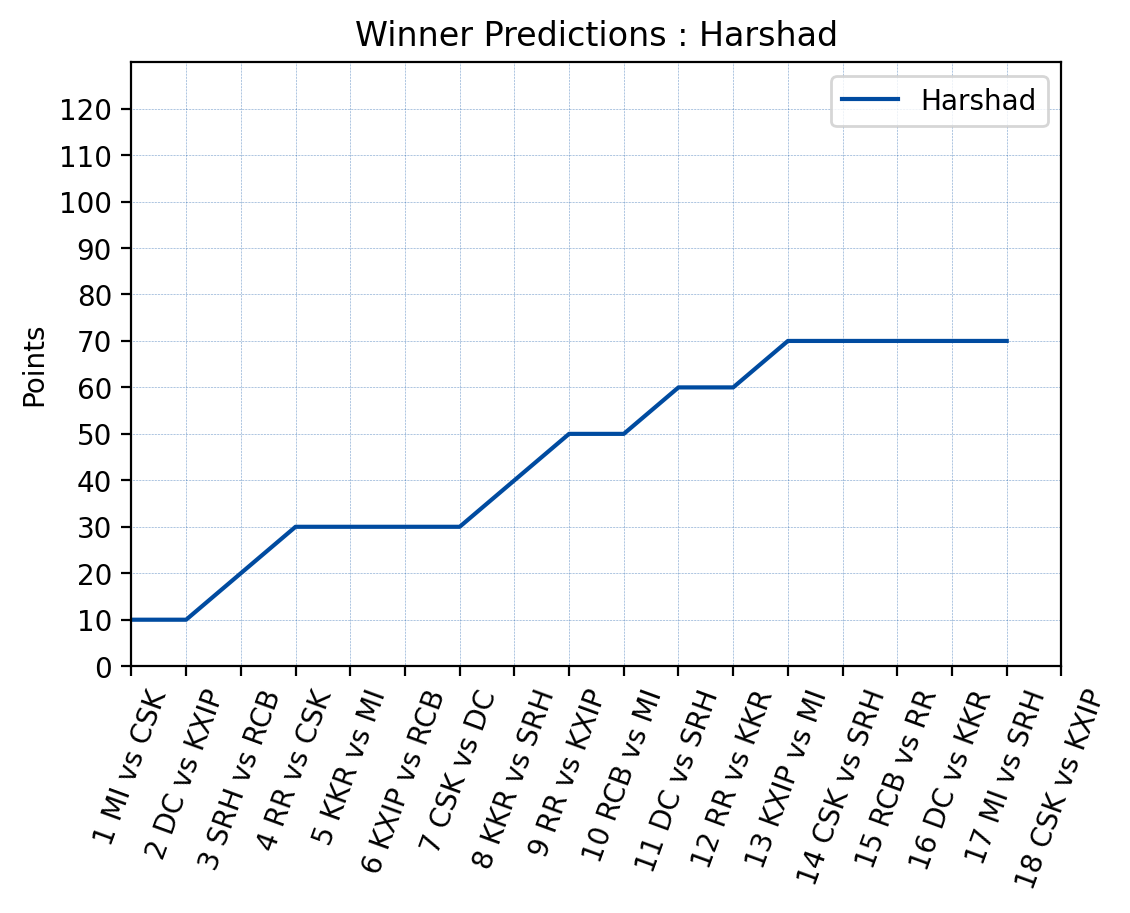 Winner Predictions : Harshad
Harshad
Points
120
110
100
90
80
70
60
50
40
30
20
10
0
1 MI vs CSK
2 DC vs KXIP
3 SRH vs RCB
4 RR vs CSK
5 KKR vs MI
6 KXIP vs RCB
7 CSK vs DC
8 KKR vs SRH
9 RR vs KXIP
10 RCB vs MI
11 DC vs SRH
12 RR vs KKR
13 KXIP vs MI
14 CSK vs SRH
15 RCB vs RR
16 DC vs KKR
17 MI vs SRH
18 CSK vs KXIP